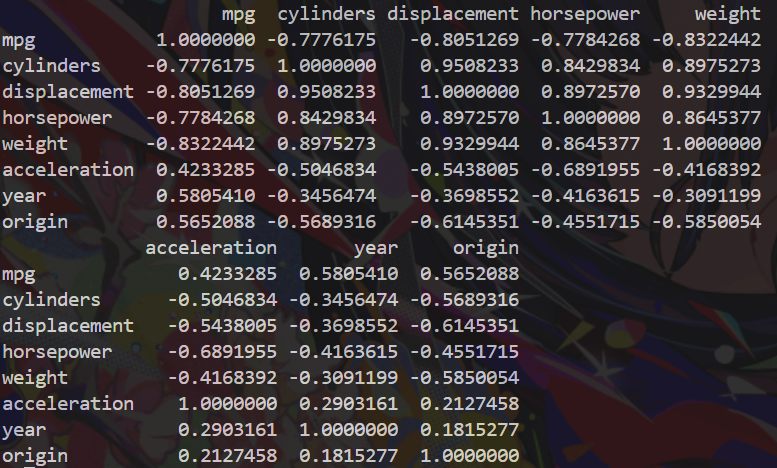 mpg cylinders displacement horsepower weight
mpg 1.0000000 -0.7776175 -0.8051269 -0.7784268 -0.8322442
cylinders -0.7776175 1.0000000 0.9508233 0.8429834 0.8975273
displacement -0.8051269 0.9508233 1.0000000 0.8972570 0.9329944
horsepower -0.7784268 0.8429834 0.8972570 1.0000000 0.8645377
weight -0.8322442 0.8975273 0.9329944 0.8645377 1.0000000
acceleration 0.4233285 -0.5046834 -0.5438005 -0.6891955 -0.4168392
year 0.5805410 -0.3456474 -0.3698552 -0.4163615 -0.3091199
origin 0.5652088 -0.5689316 -0.6145351 -0.4551715 -0.5850054
acceleration year origin
mpg 0.4233285 0.5805410 0.5652088
cylinders -0.5046834 -0.3456474 -0.5689316
displacement -0.5438005 -0.3698552 -0.6145351
horsepower -0.6891955 -0.4163615 -0.4551715
weight -0.4168392 -0.3091199 -0.5850054
acceleration 1.0000000 0.2903161 0.2127458
year 0.2903161 1.0000000 0.1815277
origin 0.2127458 0.1815277 1.0000000